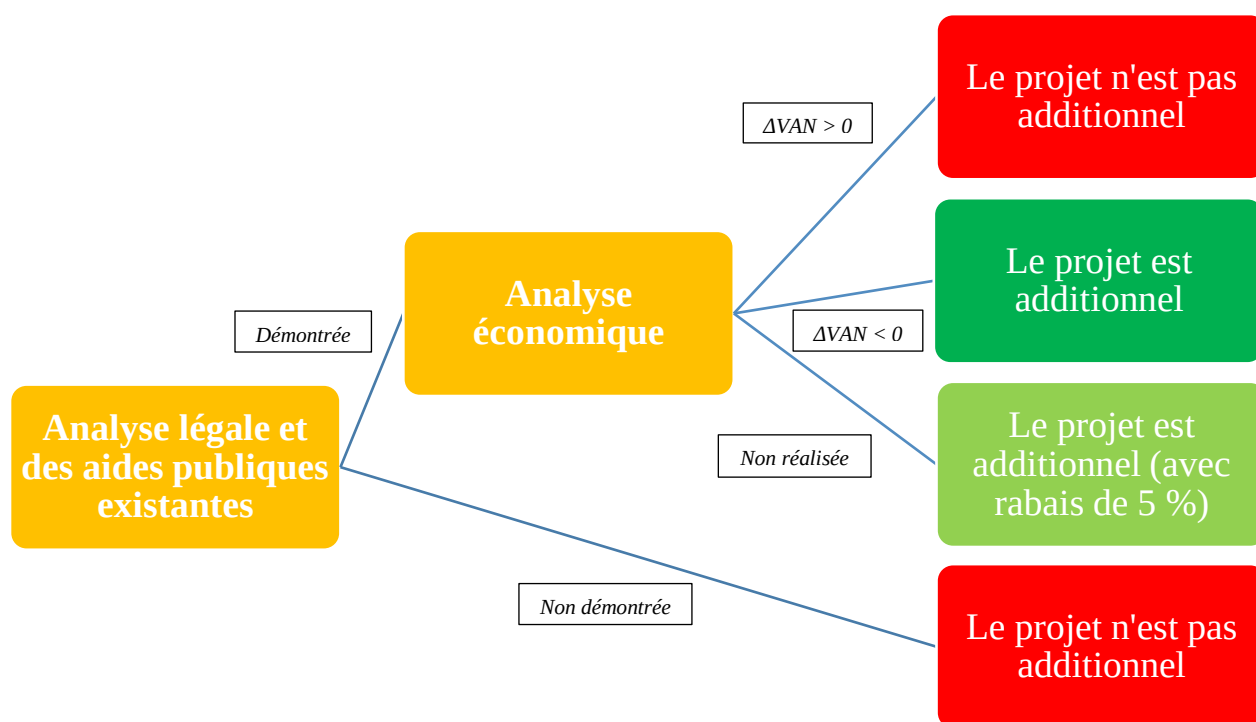 Le projet n'est pas
additionnel
ΔVAN > 0
Le projet est
additionnel
Analyse
économique
Démontrée
ΔVAN < 0
Analyse légale et
des aides publiques
existantes
Non réalisée
Le projet est
additionnel (avec
rabais de 5 %)
Non démontrée
Le projet n'est pas
additionnel